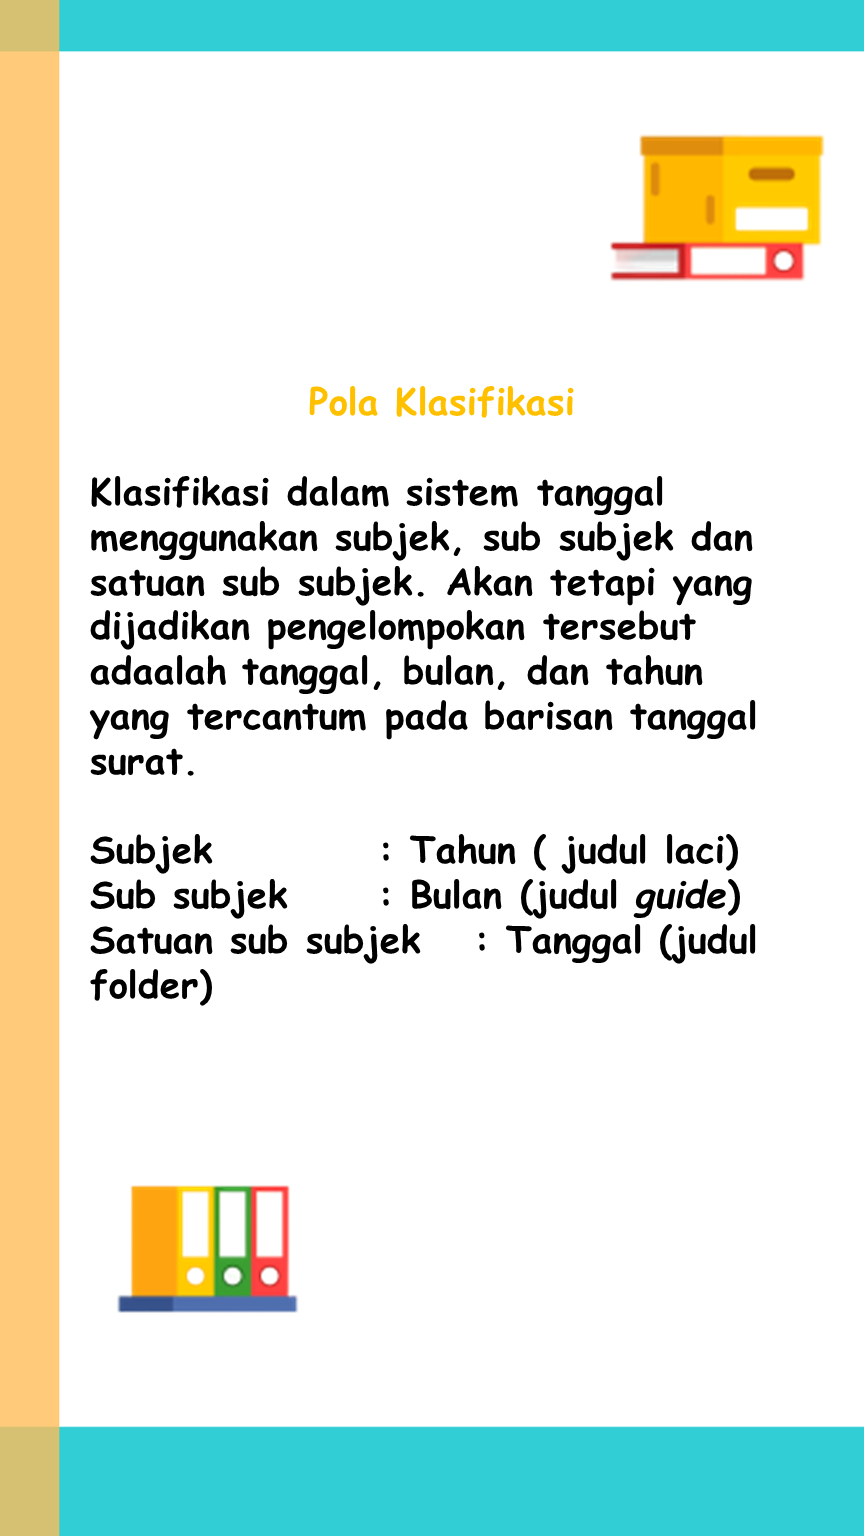 Pola Klasifikasi
Klasifikasi dalam sistem tanggal
menggunakan subjek, sub subjek dan
satuan sub subjek. Akan tetapi yang
dijadikan pengelompokan tersebut
adaalah tanggal, bulan, dan tahun
yang tercantum pada barisan tanggal
surat.
Subjek : Tahun ( judul laci)
Sub subjek : Bulan (judul guide)
Satuan sub subjek : Tanggal (judul
folder)